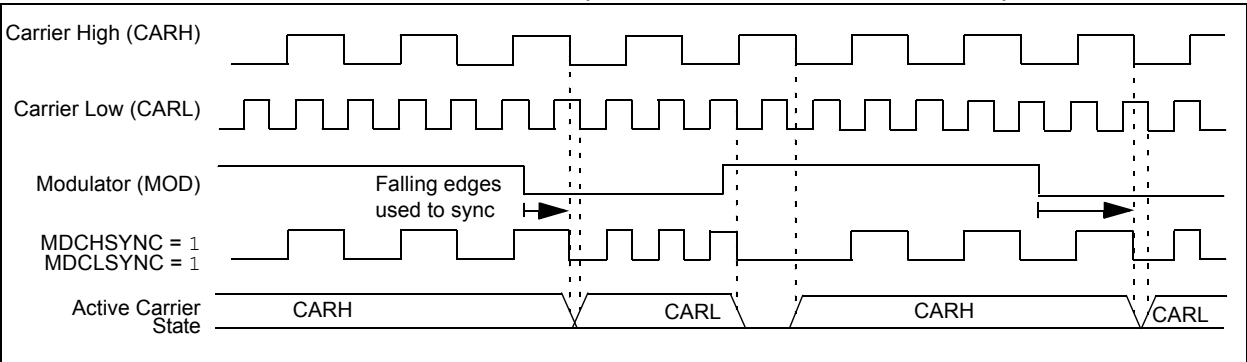 Carrier High (CARH)
Carrier Low (CARL)
Modulator (MOD)
Falling edges
used to sync
MDCHSYNC = 1
MDCLSYNC = 1
Active Carrier
State
CARH
CARL
CARH
CARL